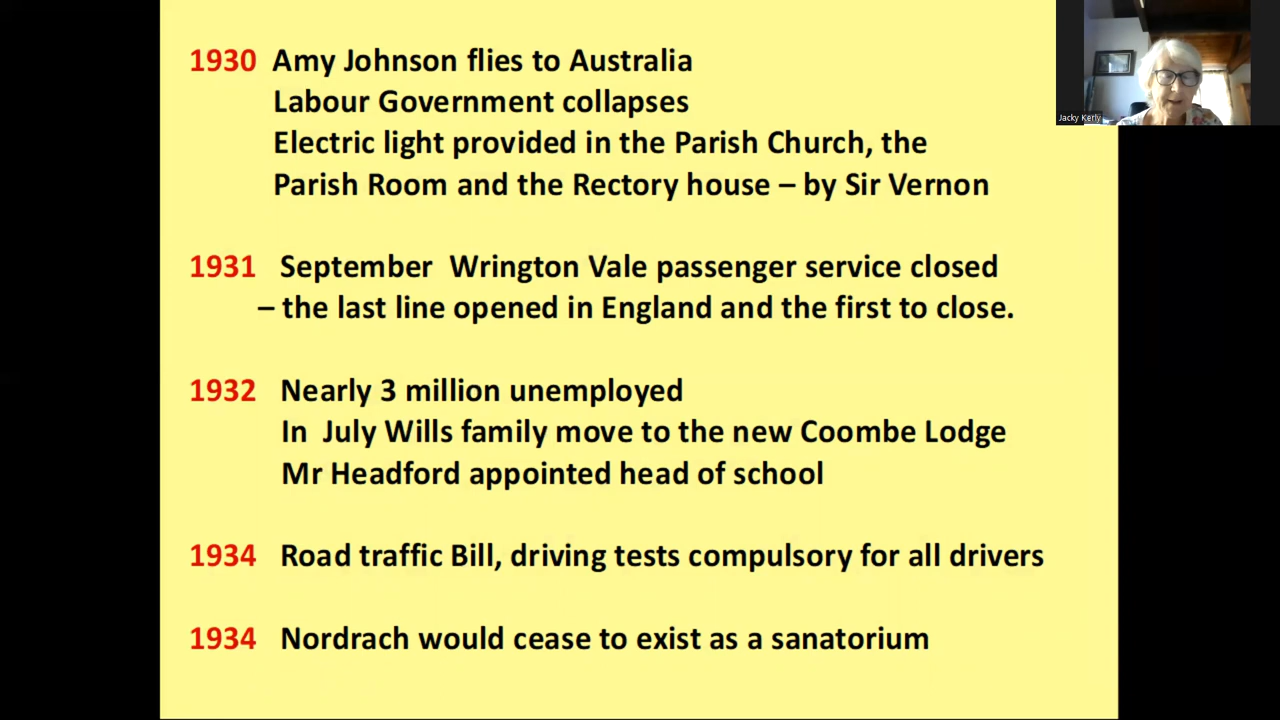 1930 Amy Johnson flies to Australia
Labour Government collapses
Electric light provided in the Parish Church, the
Parish Room and the Rectory house – by Sir Vernon
1931 September Wrington Vale passenger service closed
– the last line opened in England and the first to close.
1932 Nearly 3 million unemployed
In July Wills family move to the new Coombe Lodge
Mr Headford appointed head of school
1934 Road traffic Bill, driving tests compulsory for all drivers
1934 Nordrach would cease to exist as a sanatorium
Jacky Kerly